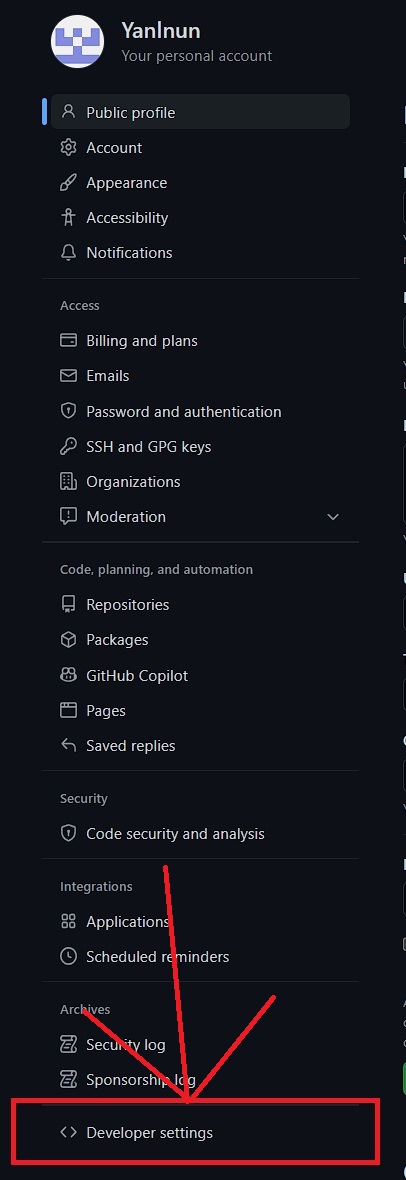 Yanlnun
Your personal account
Public profile
Account
Appearance
Accessibility
Notifications
Access
Billing and plans
Emails
Password and authentication
SSH and GPG keys
Organizations
Moderation
Code, planning, and automation
Repositories
Packages
GitHub Copilot
Pages
Saved replies
Security
Code security and analysis
Integrations
Applications
Scheduled reminders
Archives
Security log
Sponsorship log
Developer settings